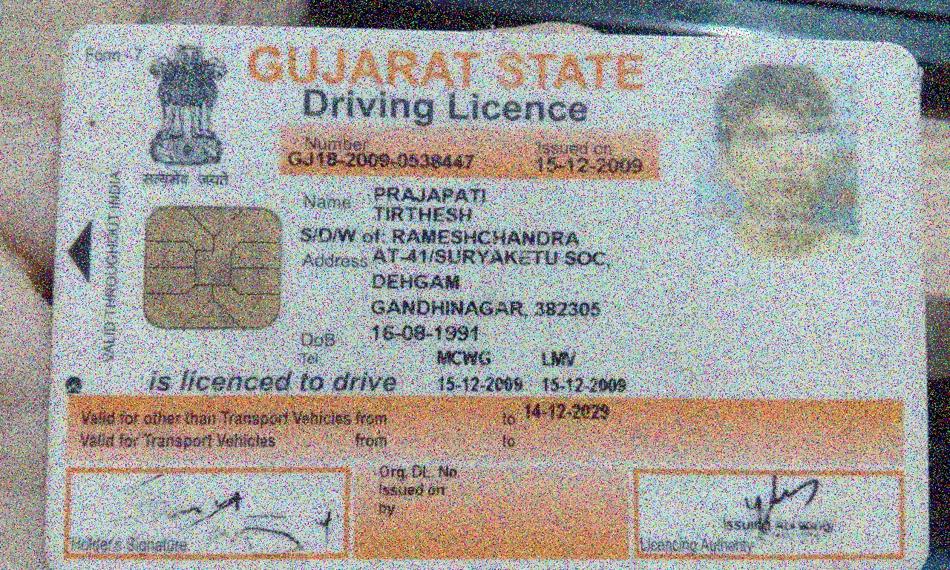 Form 7
GUJARAT STATE
Driving Licence
Number Issued on
GJ18-2009-0538447 15-12-2009
सत्यमेव जयते
VALID THROUGHOUT INDIA
Name PRAJAPATI
TIRTHESH
S/D/W of. RAMESHCHANDRA
Address AT-41/SURYAKETU SOC,
DEHGAM
GANDHINAGAR, 382305
DoB 16-08-1991
Tel MCWG LMV
is licenced to drive 15-12-2009 15-12-2009
Valid for other than Transport Vehicles from to 14-12-2029
Valid for Transport Vehicles from to
Org. DL. No
Issued on
by
Holder's Signature
Issuing
Licencing Authority